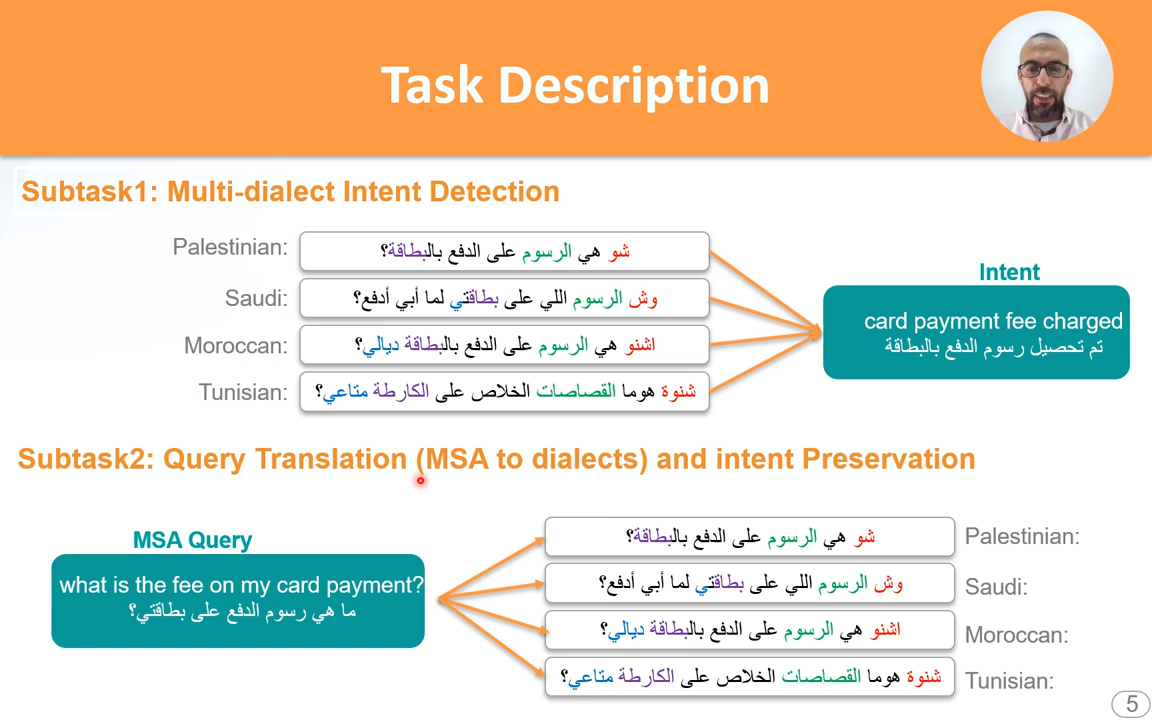 Task Description
Subtask1: Multi-dialect Intent Detection
Palestinian: شو هي الرسوم على الدفع بالبطاقة؟
Saudi: وش الرسوم اللي على بطاقتي لما أبي أدفع؟
Moroccan: اشنو هي الرسوم على الدفع بالبطاقة ديالي؟
Tunisian: شنوة هوما القصاصات الخلاص على الكارطة متاعي؟
Intent
card payment fee charged
تم تحصيل رسوم الدفع بالبطاقة
Subtask2: Query Translation (MSA to dialects) and intent Preservation
MSA Query
what is the fee on my card payment?
ما هي رسوم الدفع على بطاقتي؟
شو هي الرسوم على الدفع بالبطاقة؟ Palestinian:
وش الرسوم اللي على بطاقتي لما أبي أدفع؟ Saudi:
اشنو هي الرسوم على الدفع بالبطاقة ديالي؟ Moroccan:
شنوة هوما القصاصات الخلاص على الكارطة متاعي؟ Tunisian:
5